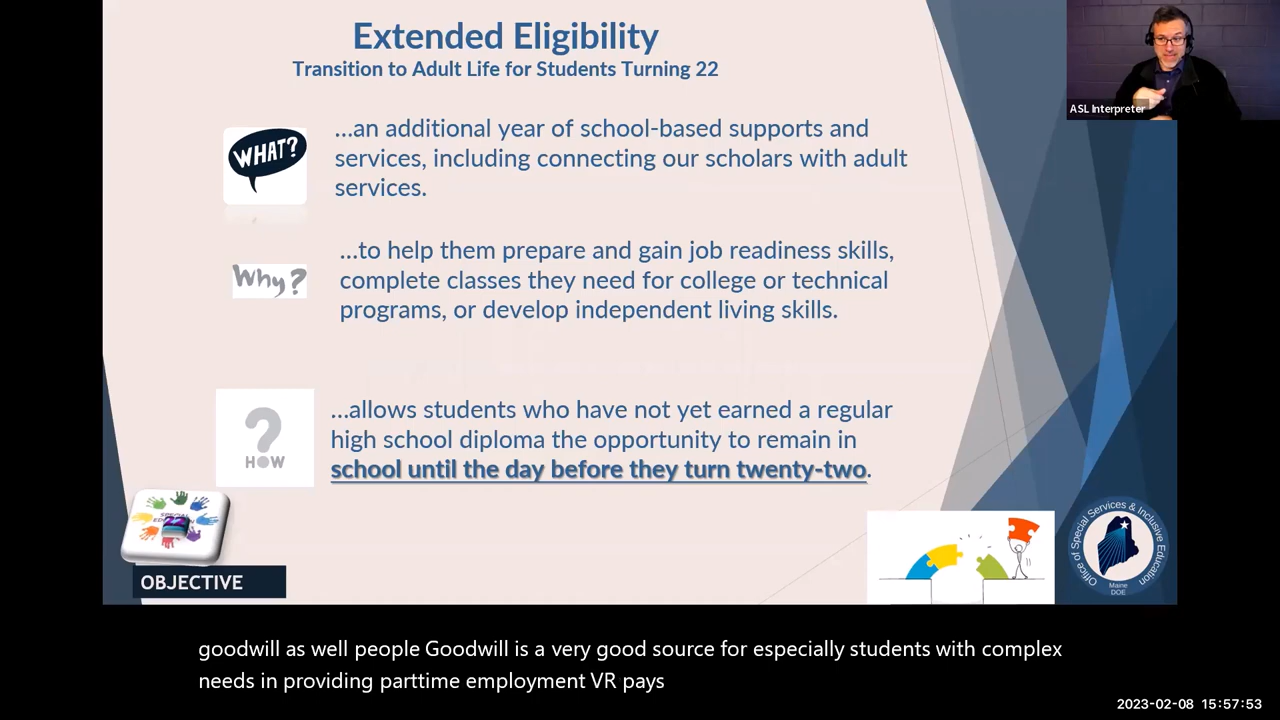 Extended Eligibility
Transition to Adult Life for Students Turning 22
ASL Interpreter
WHAT?
...an additional year of school-based supports and
services, including connecting our scholars with adult
services.
Why?
...to help them prepare and gain job readiness skills,
complete classes they need for college or technical
programs, or develop independent living skills.
?
HOW
...allows students who have not yet earned a regular
high school diploma the opportunity to remain in
school until the day before they turn twenty-two.
22
OBJECTIVE
Office of Special Services & Inclusive Education
Maine
DOE
goodwill as well people Goodwill is a very good source for especially students with complex
needs in providing parttime employment VR pays
2023-02-08 15:57:53